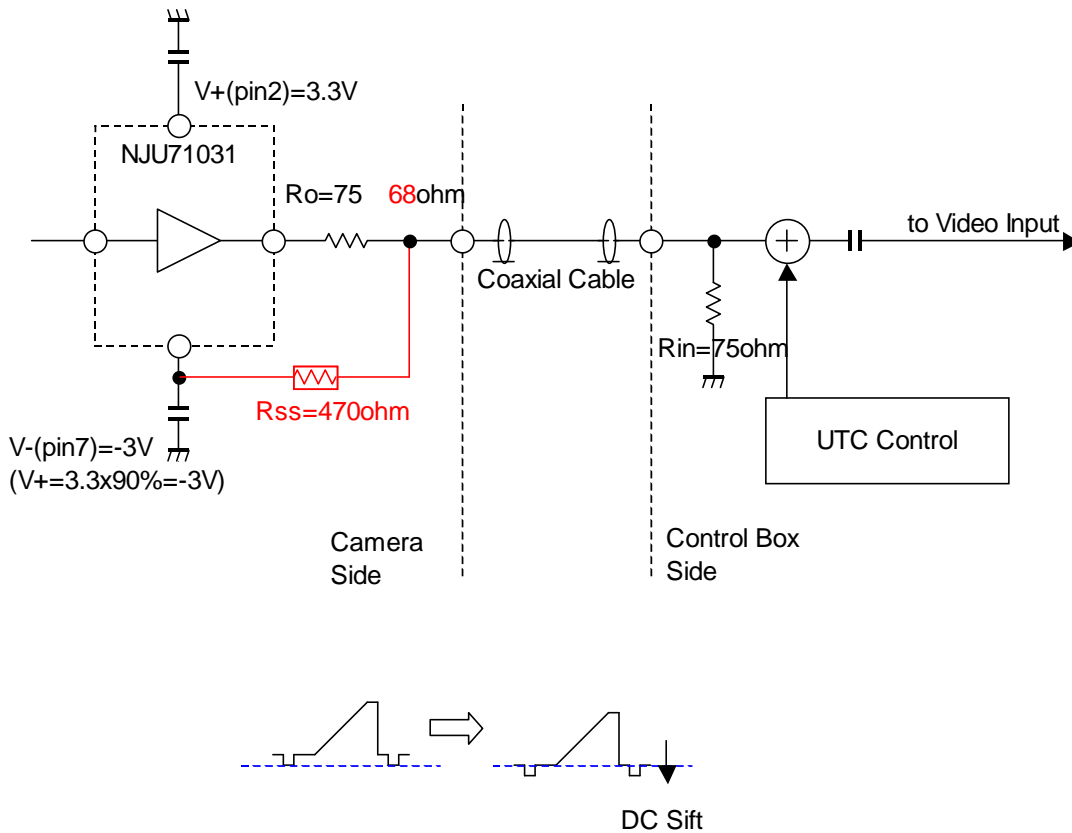 V+(pin2)=3.3V
NJU71031
Ro=75 68ohm
to Video Input
Coaxial Cable
Rin=75ohm
Rss=470ohm
V-(pin7)=-3V
(V+=3.3x90%=-3V)
UTC Control
Camera
Side
Control Box
Side
DC Sift